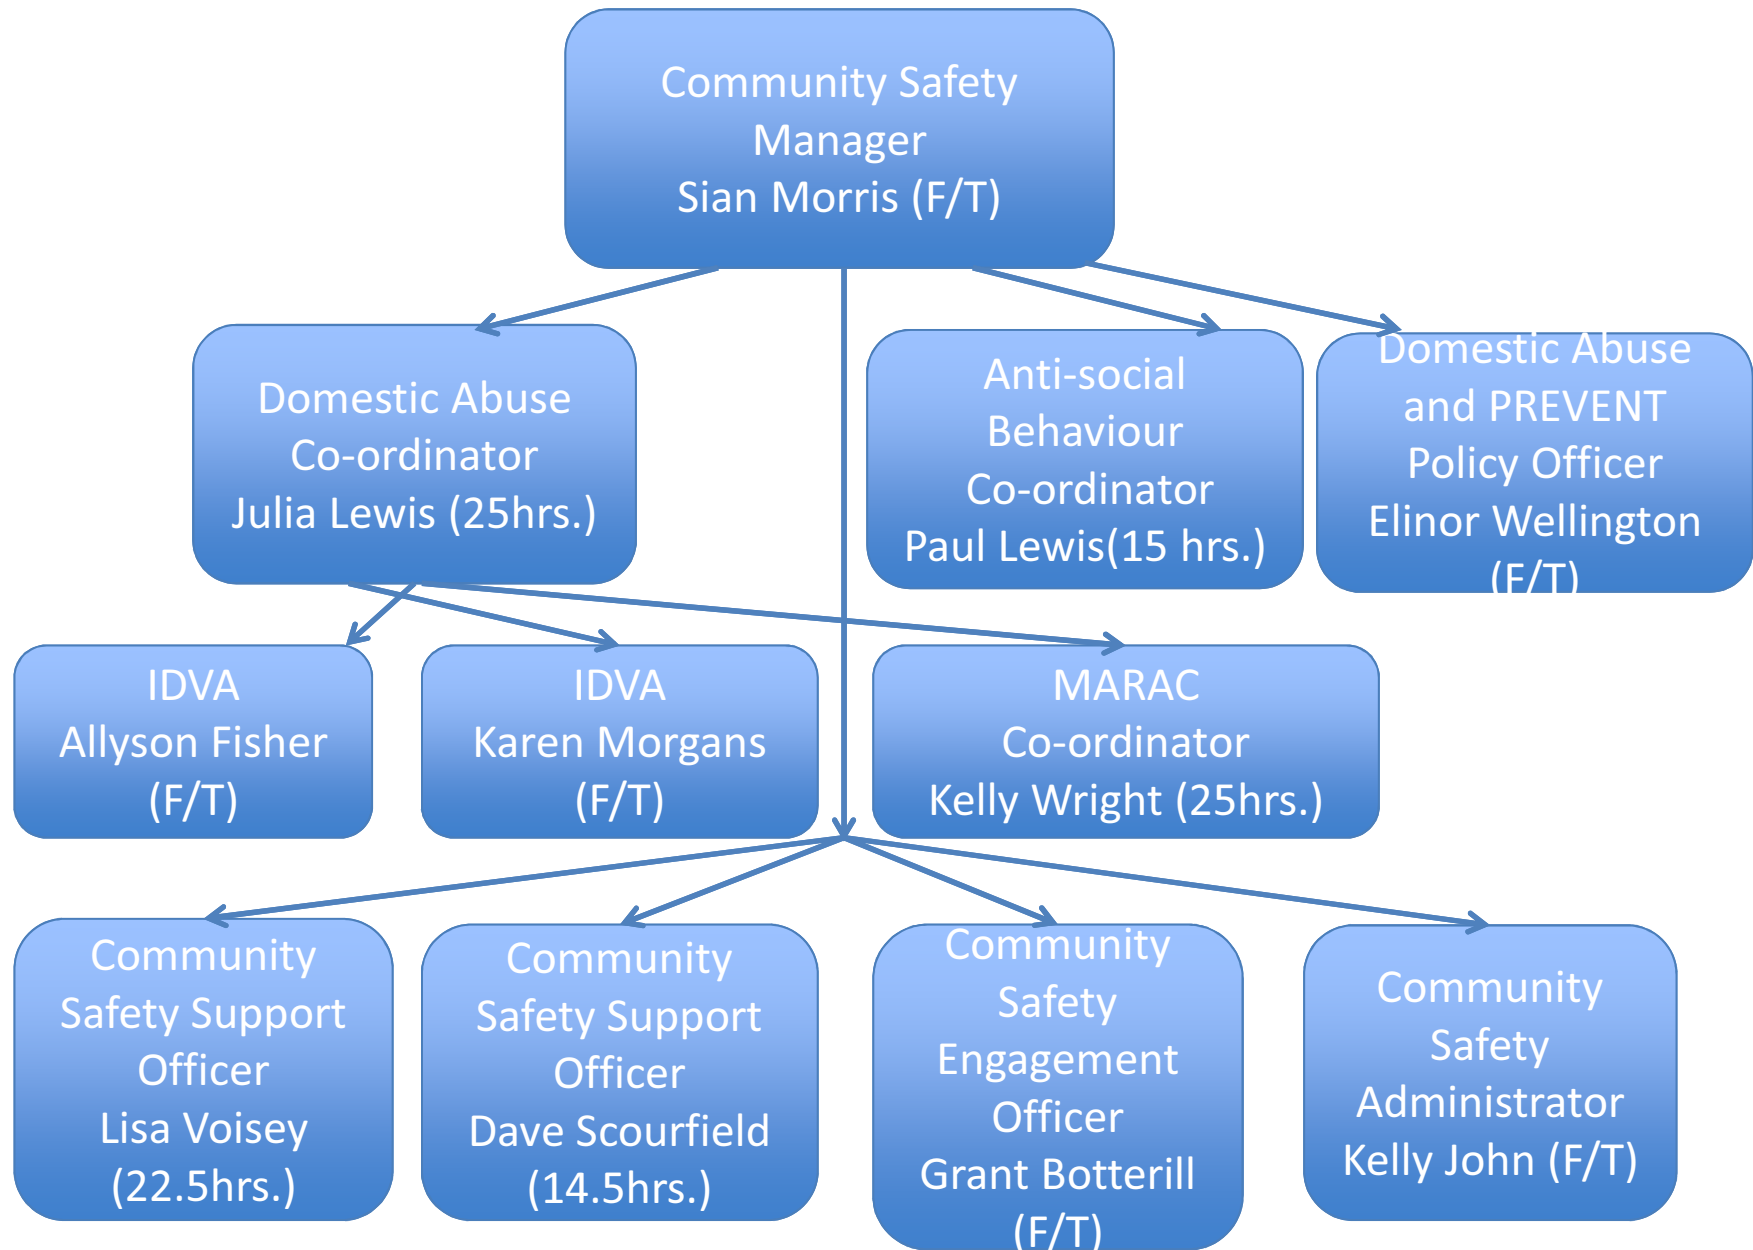 Community Safety
Manager
Sian Morris (F/T)
Domestic Abuse
Co-ordinator
Julia Lewis (25hrs.)
Anti-social
Behaviour
Co-ordinator
Paul Lewis(15 hrs.)
Domestic Abuse
and PREVENT
Policy Officer
Elinor Wellington
(F/T)
IDVA
Allyson Fisher
(F/T)
IDVA
Karen Morgans
(F/T)
MARAC
Co-ordinator
Kelly Wright (25hrs.)
Community
Safety Support
Officer
Lisa Voisey
(22.5hrs.)
Community
Safety Support
Officer
Dave Scourfield
(14.5hrs.)
Community
Safety
Engagement
Officer
Grant Botterill
(F/T)
Community
Safety
Administrator
Kelly John (F/T)